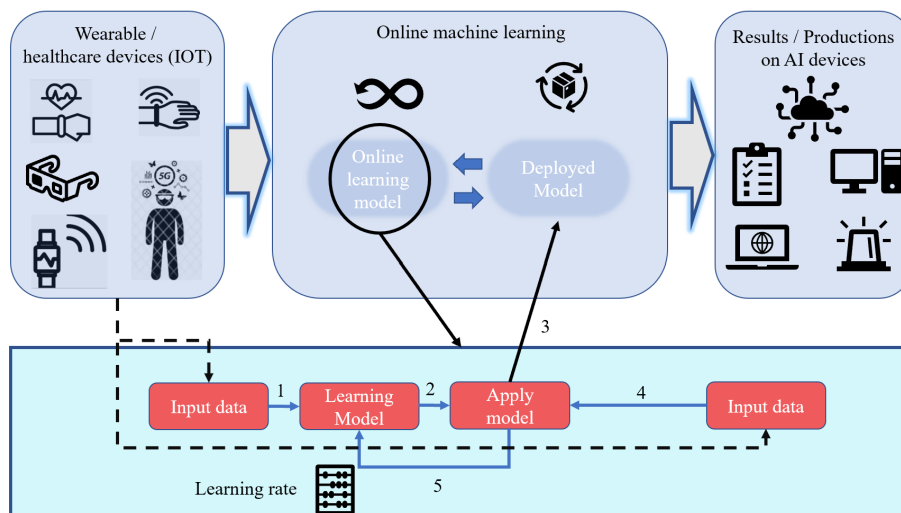 Wearable /
healthcare devices (IOT)
5G
Online machine learning
Online
learning
model
Deployed
Model
Results / Productions
on AI devices
3
Input data
1
Learning
Model
2
Apply
model
4
Input data
5
Learning rate